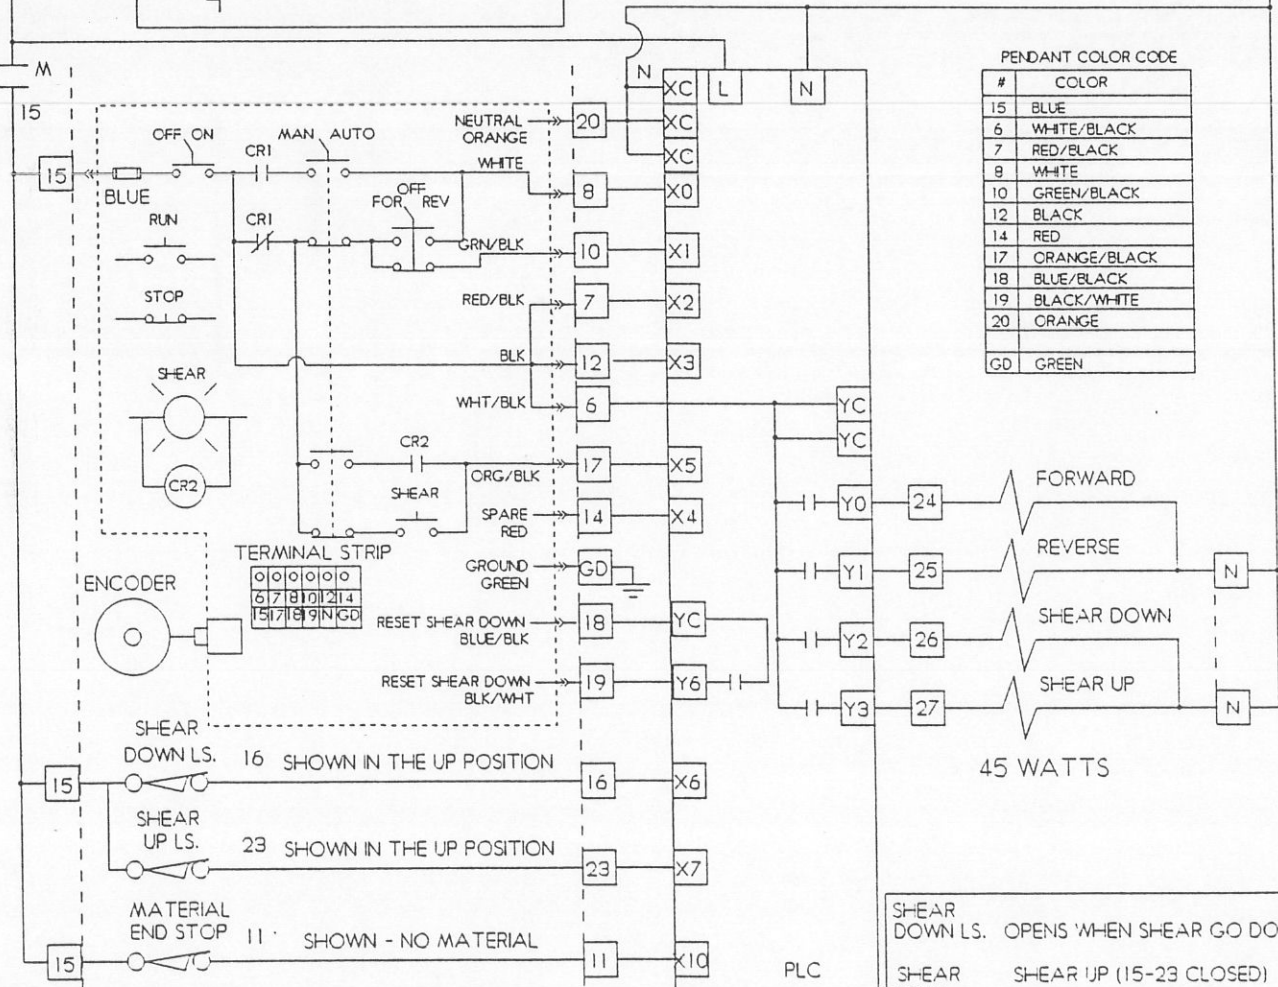 M
15
N
XC
L
N
XC
XC
15
BLUE
OFF ON
CR1
MAN AUTO
NEUTRAL
ORANGE
20
WHITE
8
X0
OFF
FOR REV
RUN
CR1
GRN/BLK
10
X1
STOP
RED/BLK
7
X2
BLK
12
X3
SHEAR
WHT/BLK
6
YC
YC
CR2
CR2
ORG/BLK
17
X5
SHEAR
SPARE
RED
14
X4
GROUND
GREEN
GD
TERMINAL STRIP
6 7 8 10 12 14
15 17 18 19 N GD
ENCODER
RESET SHEAR DOWN
BLUE/BLK
18
YC
RESET SHEAR DOWN
BLK/WHT
19
Y6
PENDANT COLOR CODE
# COLOR
15 BLUE
6 WHITE/BLACK
7 RED/BLACK
8 WHITE
10 GREEN/BLACK
12 BLACK
14 RED
17 ORANGE/BLACK
18 BLUE/BLACK
19 BLACK/WHITE
20 ORANGE
GD GREEN
Y0 24 FORWARD
Y1 25 REVERSE N
Y2 26 SHEAR DOWN
Y3 27 SHEAR UP N
45 WATTS
SHEAR
DOWN LS.
15
16 SHOWN IN THE UP POSITION
16
X6
SHEAR
UP LS.
23 SHOWN IN THE UP POSITION
23
X7
MATERIAL
END STOP
15
11 SHOWN - NO MATERIAL
11
X10
PLC
SHEAR
DOWN LS. OPENS WHEN SHEAR GO DO
SHEAR SHEAR UP (15-23 CLOSED)